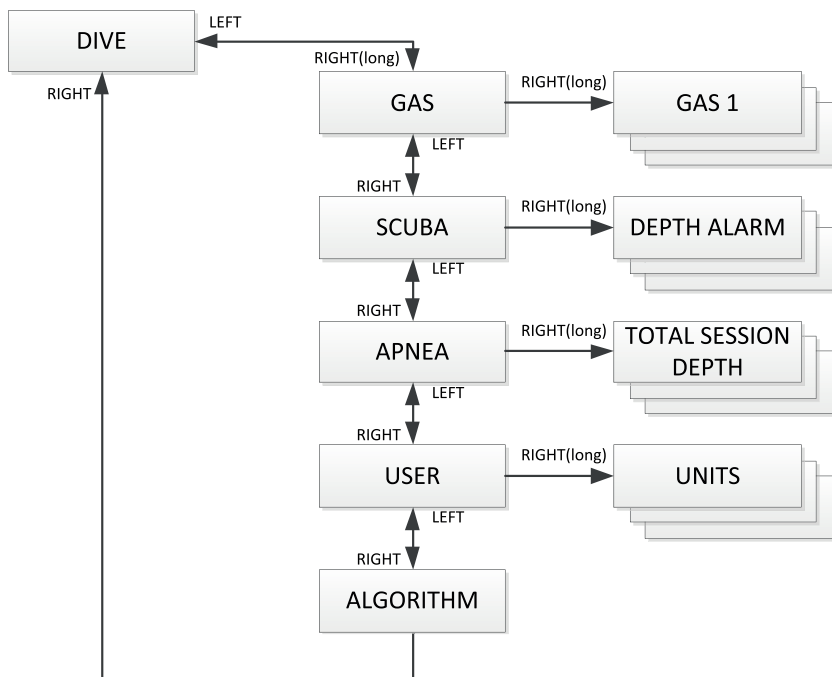 LEFT
DIVE
RIGHT(long)
RIGHT
GAS
RIGHT(long)
GAS 1
LEFT
RIGHT
SCUBA
RIGHT(long)
DEPTH ALARM
LEFT
RIGHT
APNEA
RIGHT(long)
TOTAL SESSION
DEPTH
LEFT
RIGHT
USER
RIGHT(long)
UNITS
LEFT
RIGHT
ALGORITHM